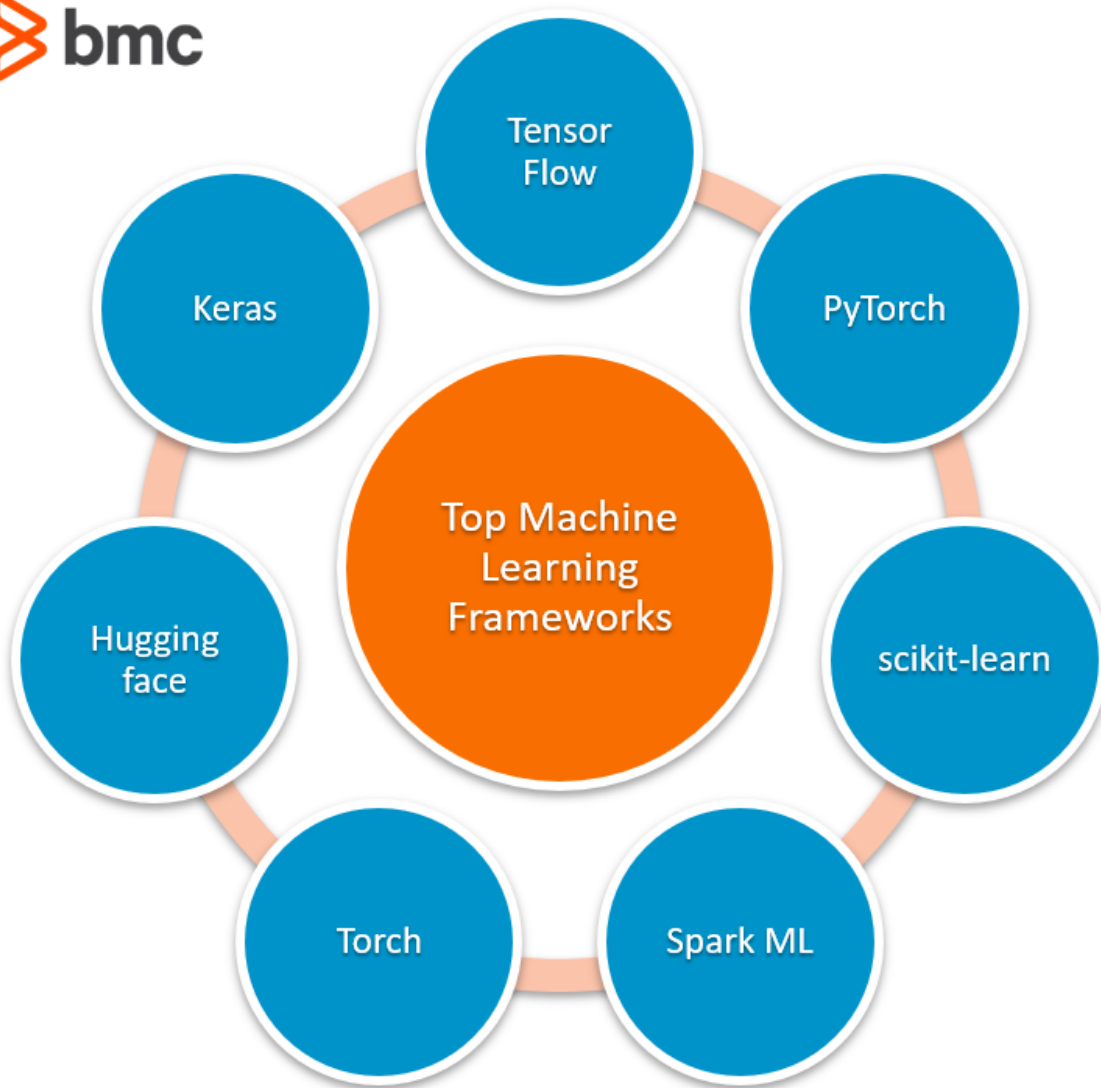 bmc
Tensor
Flow
PyTorch
scikit-learn
Spark ML
Torch
Hugging
face
Keras
Top Machine
Learning
Frameworks